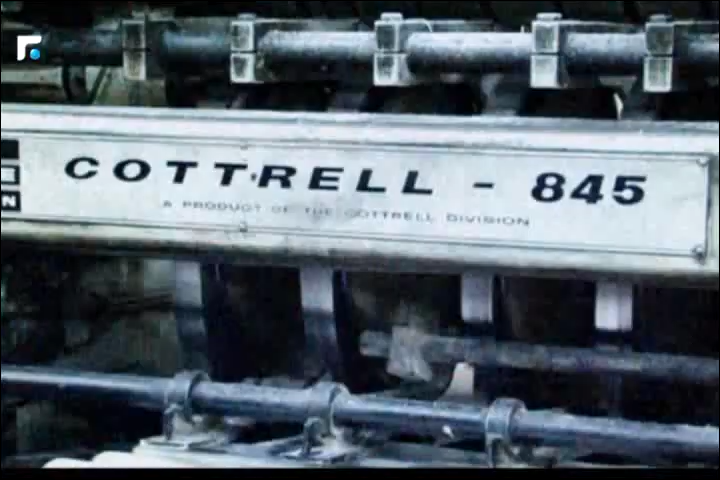 COTTRELL - 845
A PRODUCT OF THE COTTRELL DIVISION
N